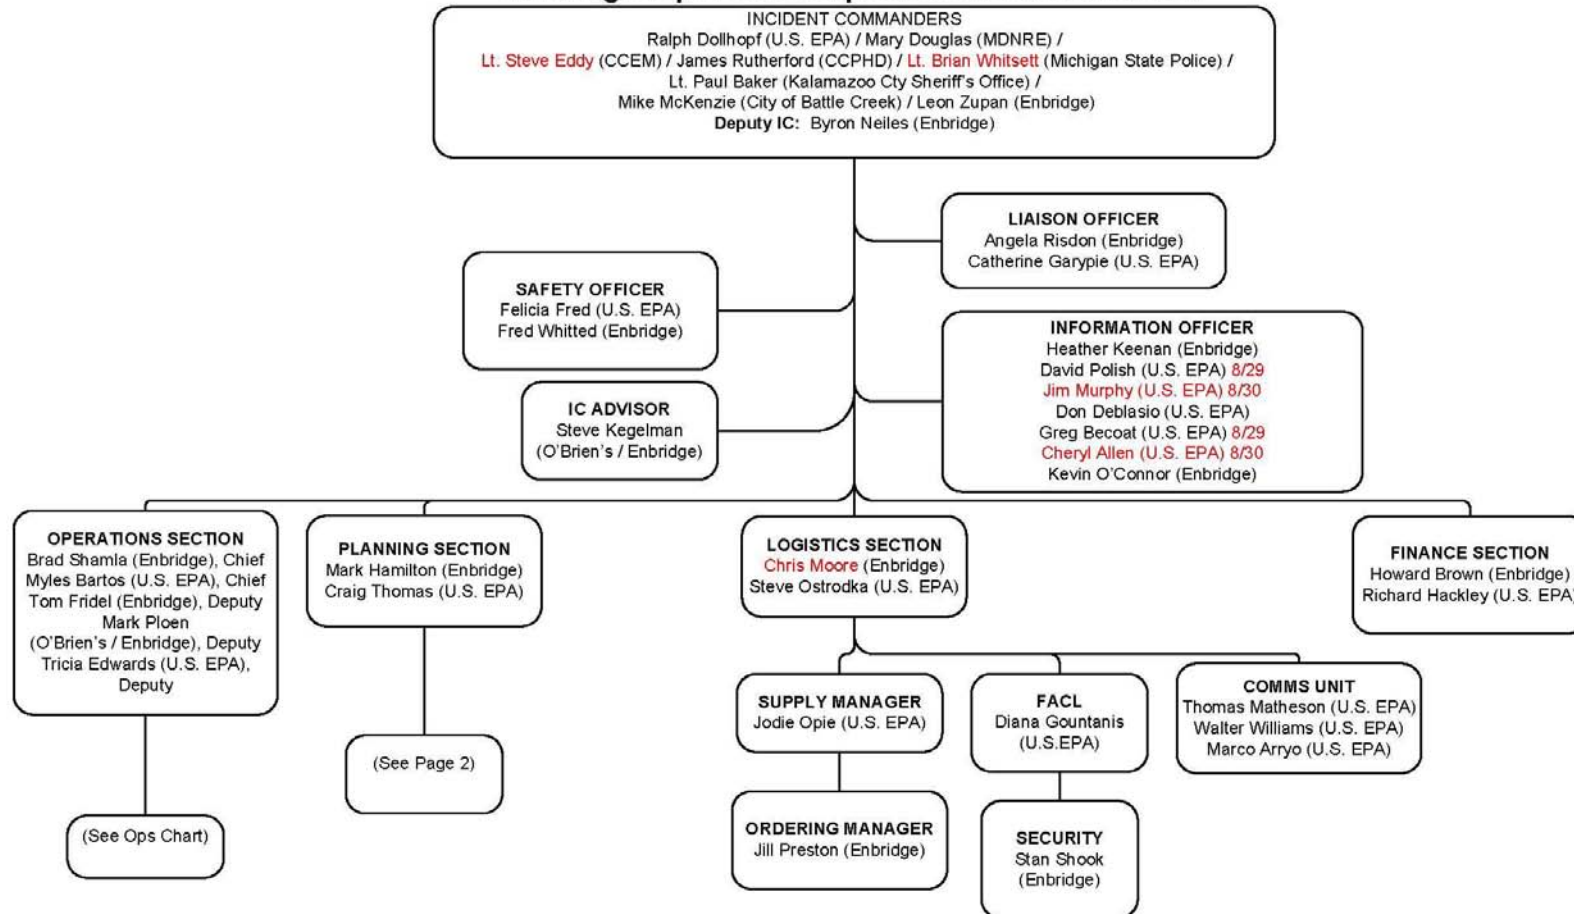 INCIDENT COMMANDERS
Ralph Dollhopf (U.S. EPA) / Mary Douglas (MDNRE) /
Lt. Steve Eddy (CCEM) / James Rutherford (CCPHD) / Lt. Brian Whitsett (Michigan State Police) /
Lt. Paul Baker (Kalamazoo Cty Sheriff's Office) /
Mike McKenzie (City of Battle Creek) / Leon Zupan (Enbridge)
Deputy IC: Byron Neiles (Enbridge)
LIAISON OFFICER
Angela Risdon (Enbridge)
Catherine Garypie (U.S. EPA)
SAFETY OFFICER
Felicia Fred (U.S. EPA)
Fred Whitted (Enbridge)
INFORMATION OFFICER
Heather Keenan (Enbridge)
David Polish (U.S. EPA) 8/29
Jim Murphy (U.S. EPA) 8/30
Don Deblasio (U.S. EPA)
Greg Becoat (U.S. EPA) 8/29
Cheryl Allen (U.S. EPA) 8/30
Kevin O'Connor (Enbridge)
IC ADVISOR
Steve Kegelman
(O'Brien's / Enbridge)
OPERATIONS SECTION
Brad Shamla (Enbridge), Chief
Myles Bartos (U.S. EPA), Chief
Tom Fridel (Enbridge), Deputy
Mark Ploen
(O'Brien's / Enbridge), Deputy
Tricia Edwards (U.S. EPA),
Deputy
PLANNING SECTION
Mark Hamilton (Enbridge)
Craig Thomas (U.S. EPA)
LOGISTICS SECTION
Chris Moore (Enbridge)
Steve Ostrodka (U.S. EPA)
FINANCE SECTION
Howard Brown (Enbridge)
Richard Hackley (U.S. EPA)
SUPPLY MANAGER
Jodie Opie (U.S. EPA)
FACL
Diana Gountanis
(U.S.EPA)
COMMS UNIT
Thomas Matheson (U.S. EPA)
Walter Williams (U.S. EPA)
Marco Arryo (U.S. EPA)
(See Page 2)
(See Ops Chart)
ORDERING MANAGER
Jill Preston (Enbridge)
SECURITY
Stan Shook
(Enbridge)